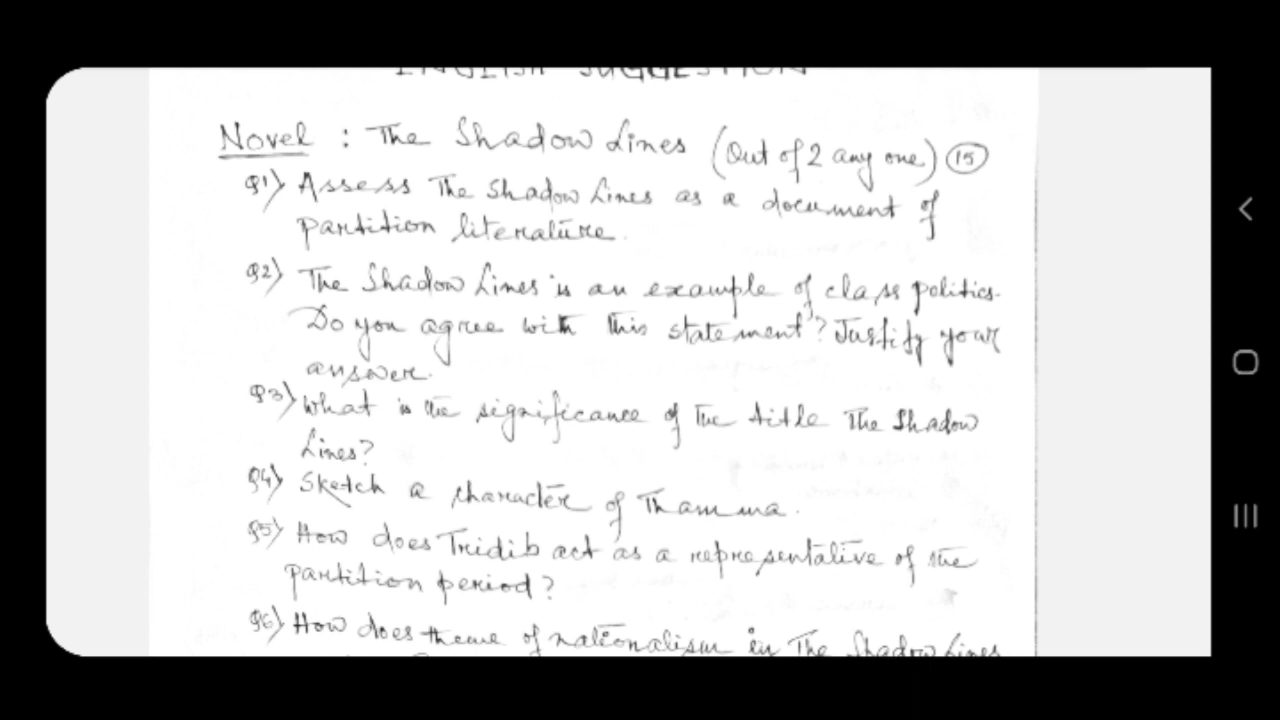 ENGLISH SUGGESTION
Novel : The Shadow Lines (Out of 2 any one) 15
Q1) Assess The Shadow Lines as a document of
partition literature.
Q2) The Shadow Lines is an example of class politics.
Do you agree with this statement? Justify your
answer.
Q3) What is the significance of the title The Shadow
Lines?
Q4) Sketch a character of Thamma.
Q5) How does Tridib act as a representative of the
partition period?
Q6) How does theme of nationalism in The Shadow Lines